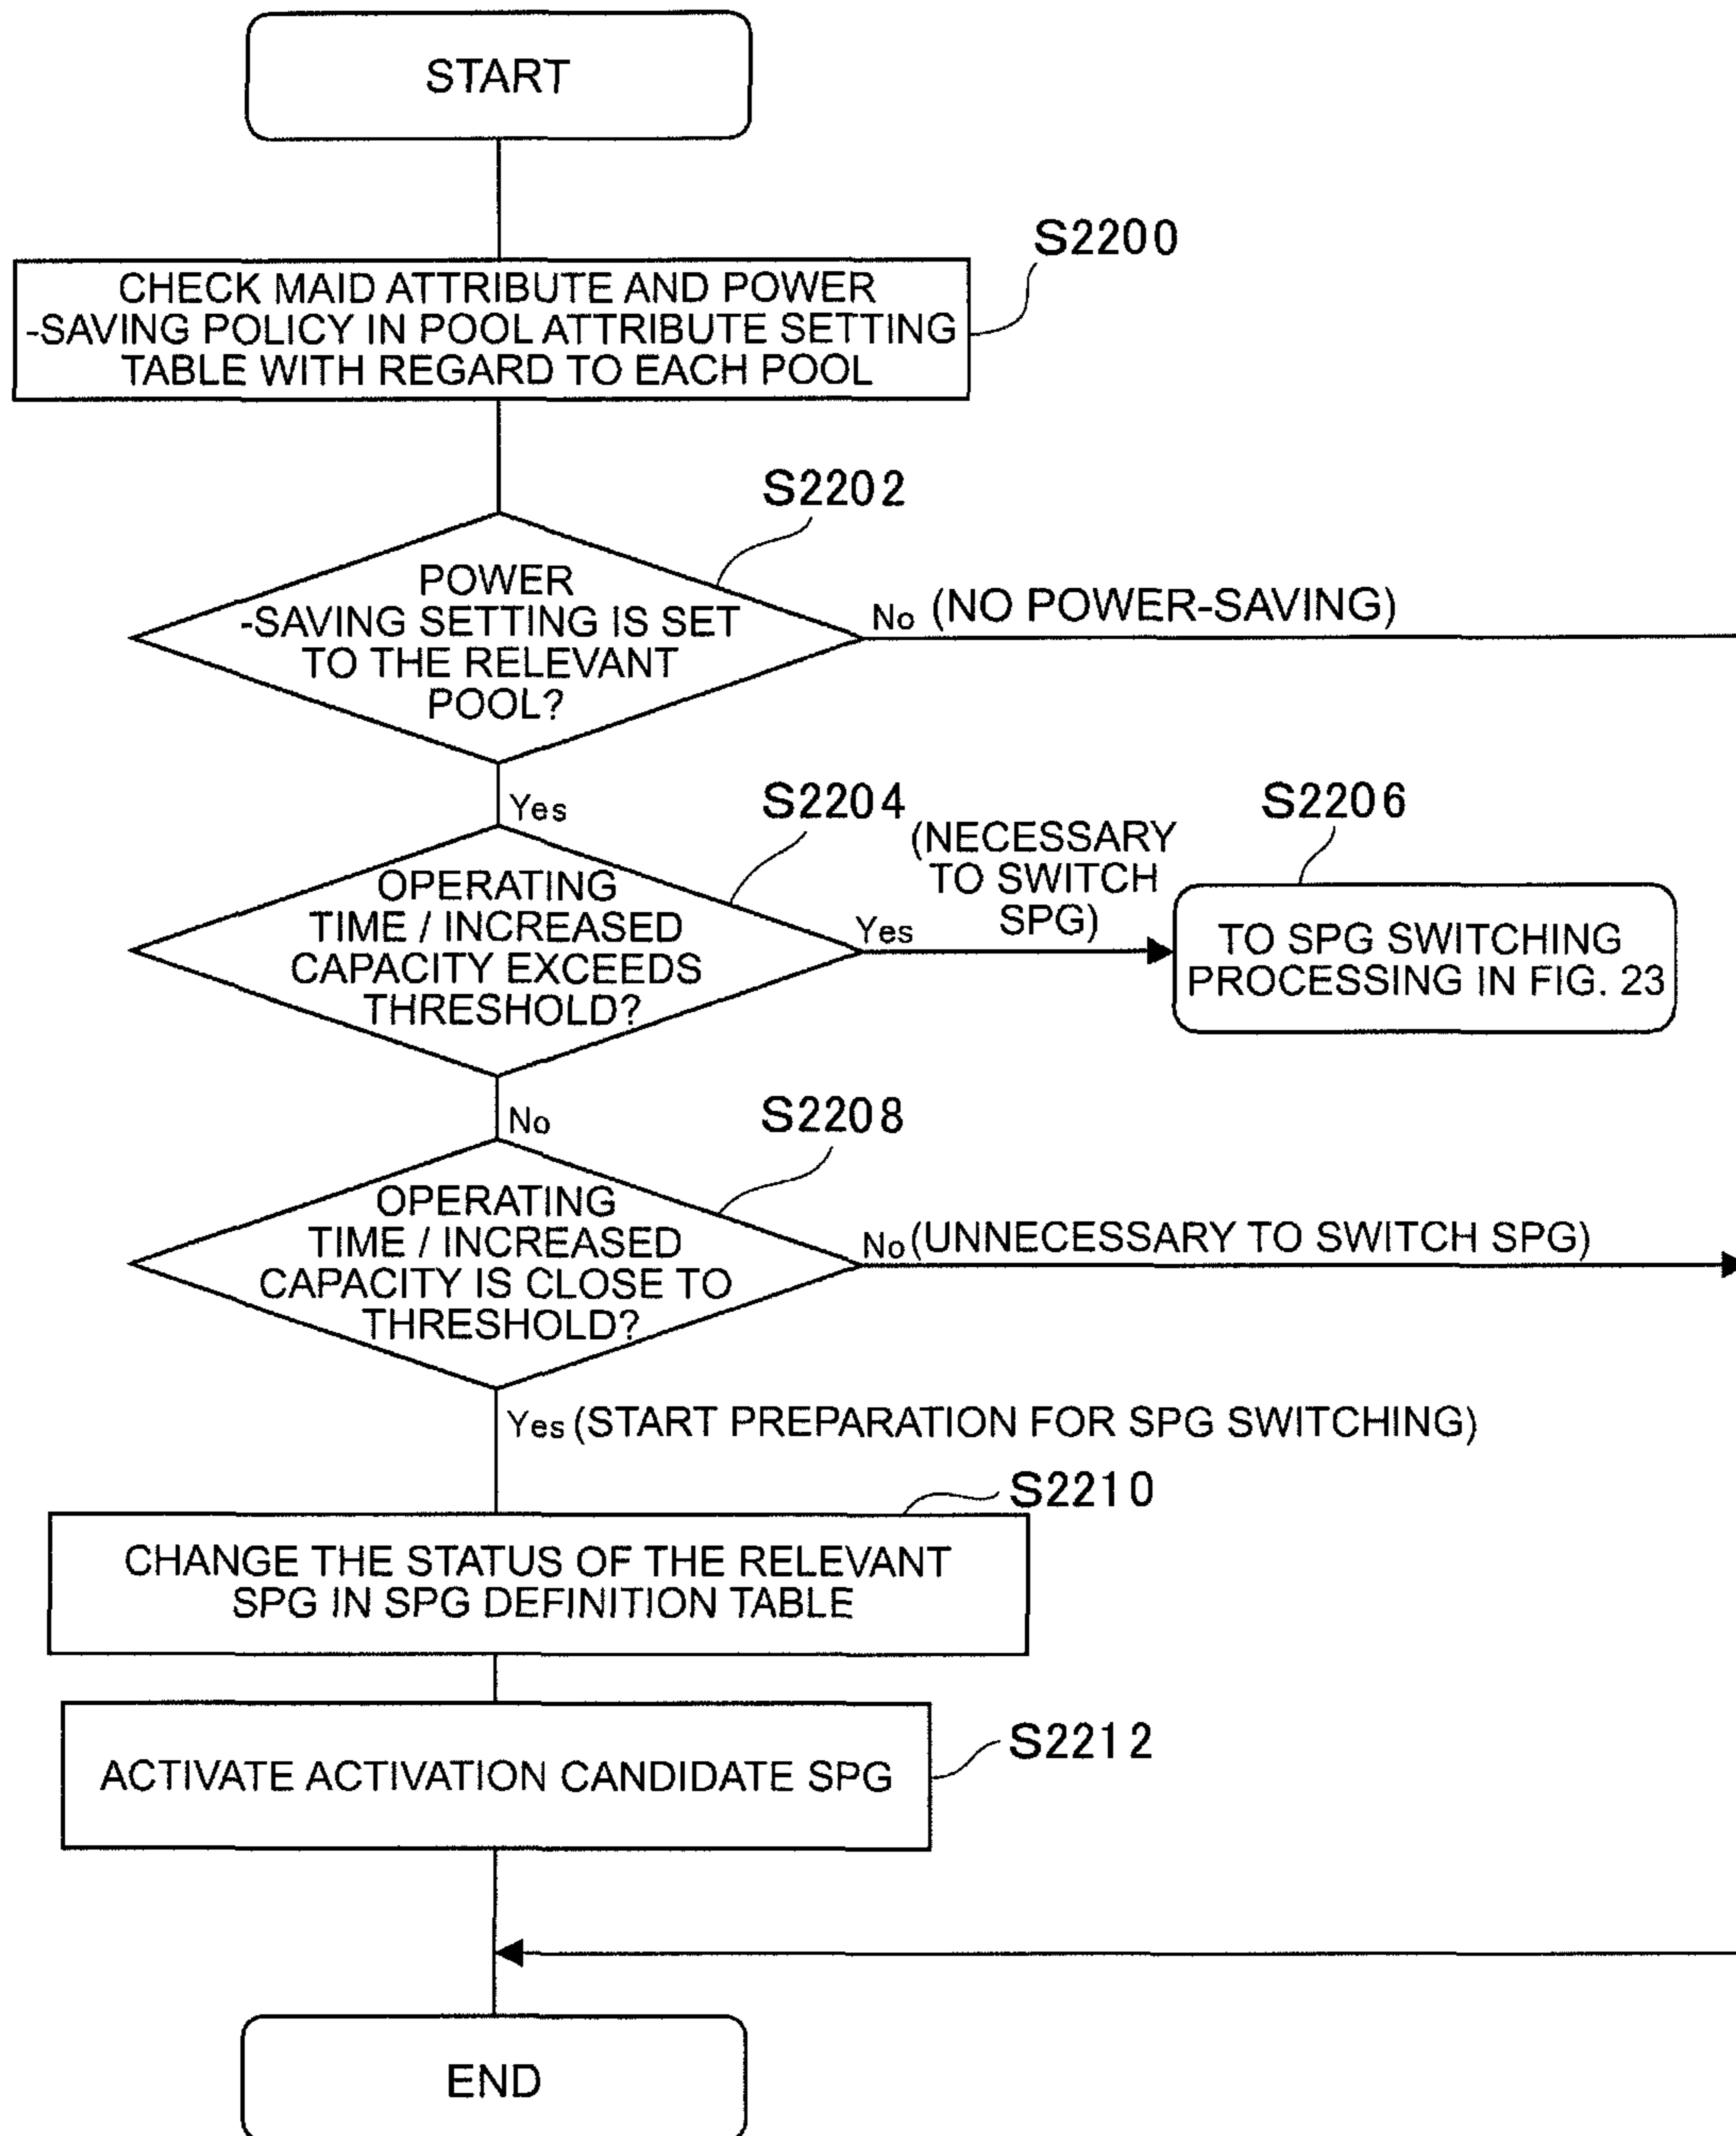 START
S2200
CHECK MAID ATTRIBUTE AND POWER
-SAVING POLICY IN POOL ATTRIBUTE SETTING
TABLE WITH REGARD TO EACH POOL
S2202
POWER
-SAVING SETTING IS SET
TO THE RELEVANT
POOL?
No (NO POWER-SAVING)
Yes
S2204
OPERATING
TIME / INCREASED
CAPACITY EXCEEDS
THRESHOLD?
(NECESSARY
TO SWITCH
SPG)
Yes
S2206
TO SPG SWITCHING
PROCESSING IN FIG. 23
No
S2208
OPERATING
TIME / INCREASED
CAPACITY IS CLOSE TO
THRESHOLD?
No (UNNECESSARY TO SWITCH SPG)
Yes (START PREPARATION FOR SPG SWITCHING)
S2210
CHANGE THE STATUS OF THE RELEVANT
SPG IN SPG DEFINITION TABLE
S2212
ACTIVATE ACTIVATION CANDIDATE SPG
END